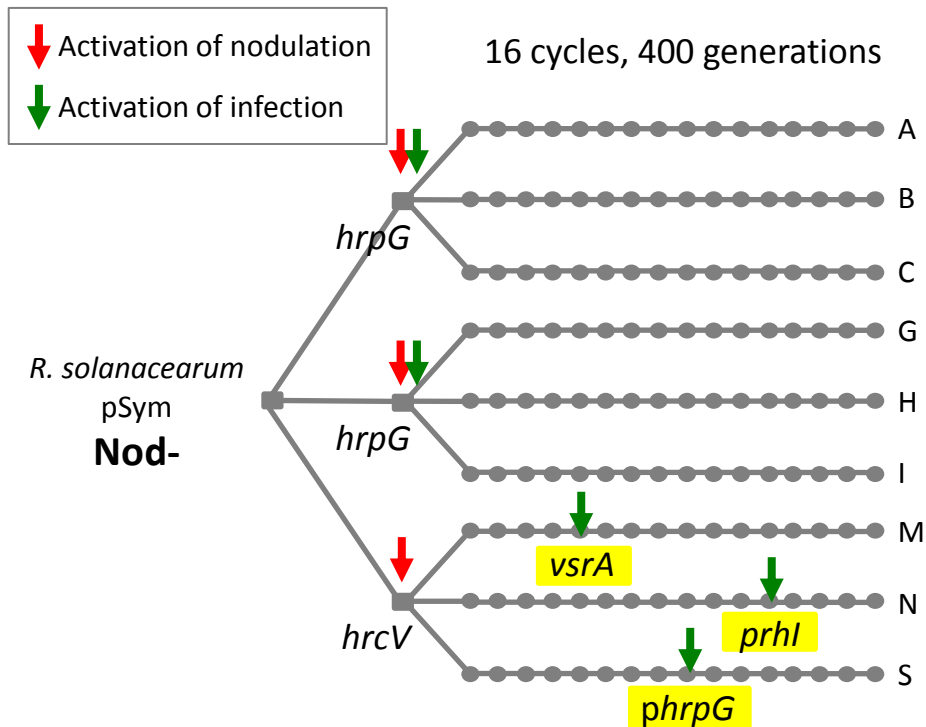 Activation of nodulation
Activation of infection
16 cycles, 400 generations
A
B
hrpG
C
G
R. solanacearum
pSym
Nod-
H
hrpG
I
M
vsrA
N
prhI
hrcV
S
phrpG